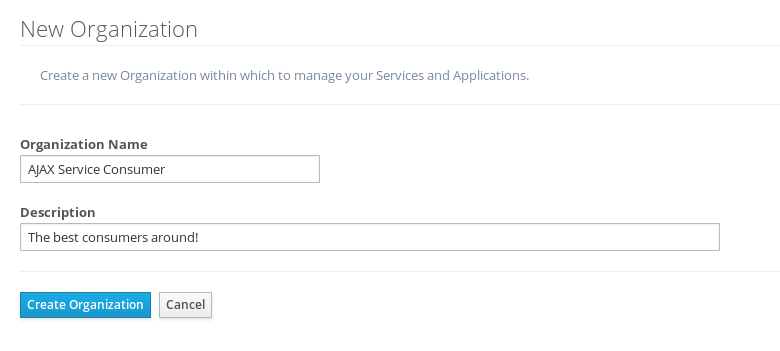 New Organization
Create a new Organization within which to manage your Services and Applications.
Organization Name
AJAX Service Consumer
Description
The best consumers around!
Create Organization Cancel